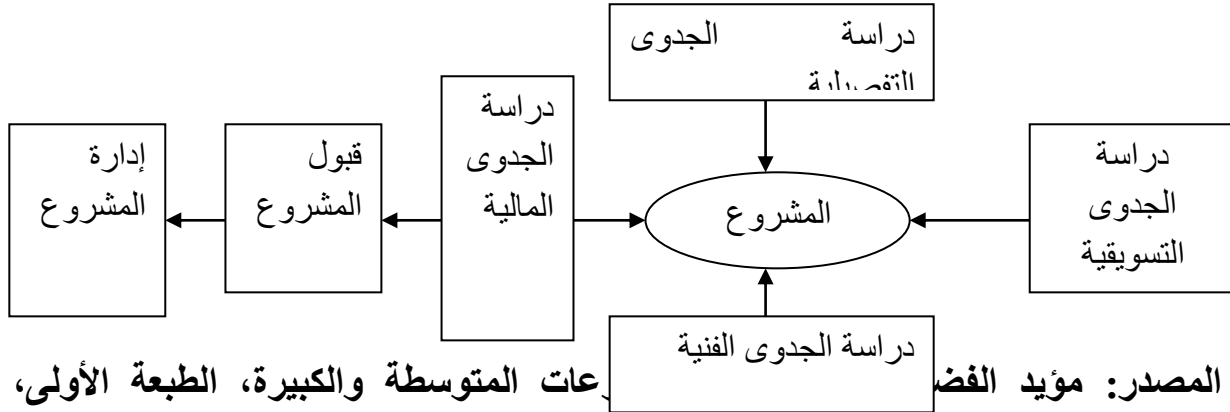 دراسة الجدوى
التفصيلية
دراسة
الجدوى
التسويقية
المشروع
دراسة
الجدوى
المالية
قبول
المشروع
إدارة
المشروع
دراسة الجدوى الفنية
المصدر: مؤيد الفض عات المتوسطة والكبيرة، الطبعة الأولى،